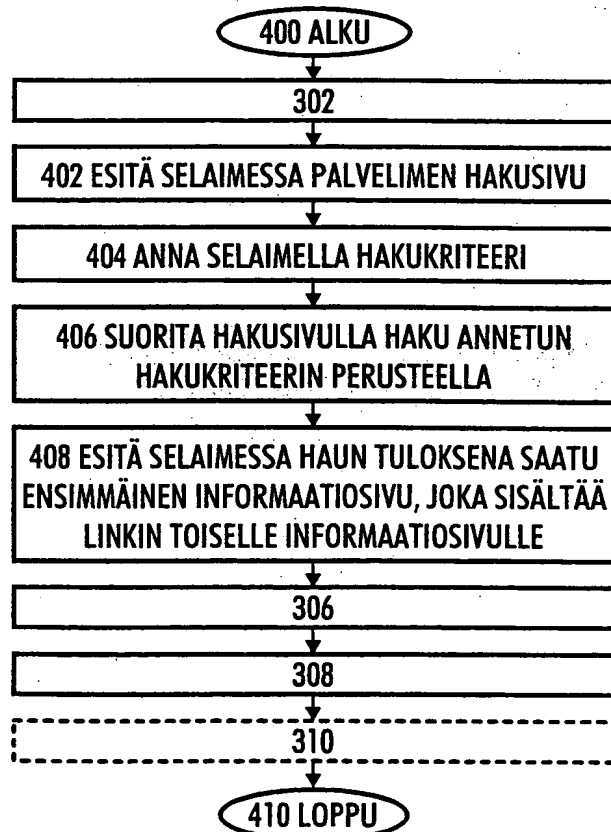 400 ALKU
302
402 ESITÄ SELAIMESSA PALVELIMEN HAKUSIVU
404 ANNA SELAIMELLA HAKUKRITEERI
406 SUORITA HAKUSIVULLA HAKU ANNETUN
HAKUKRITEERIN PERUSTEELLA
408 ESITÄ SELAIMESSA HAUN TULOKSENA SAATU
ENSIMMÄINEN INFORMAATIOSIVU, JOKA SISÄLTÄÄ
LINKIN TOISELLE INFORMAATIOSIVULLE
306
308
310
410 LOPPU